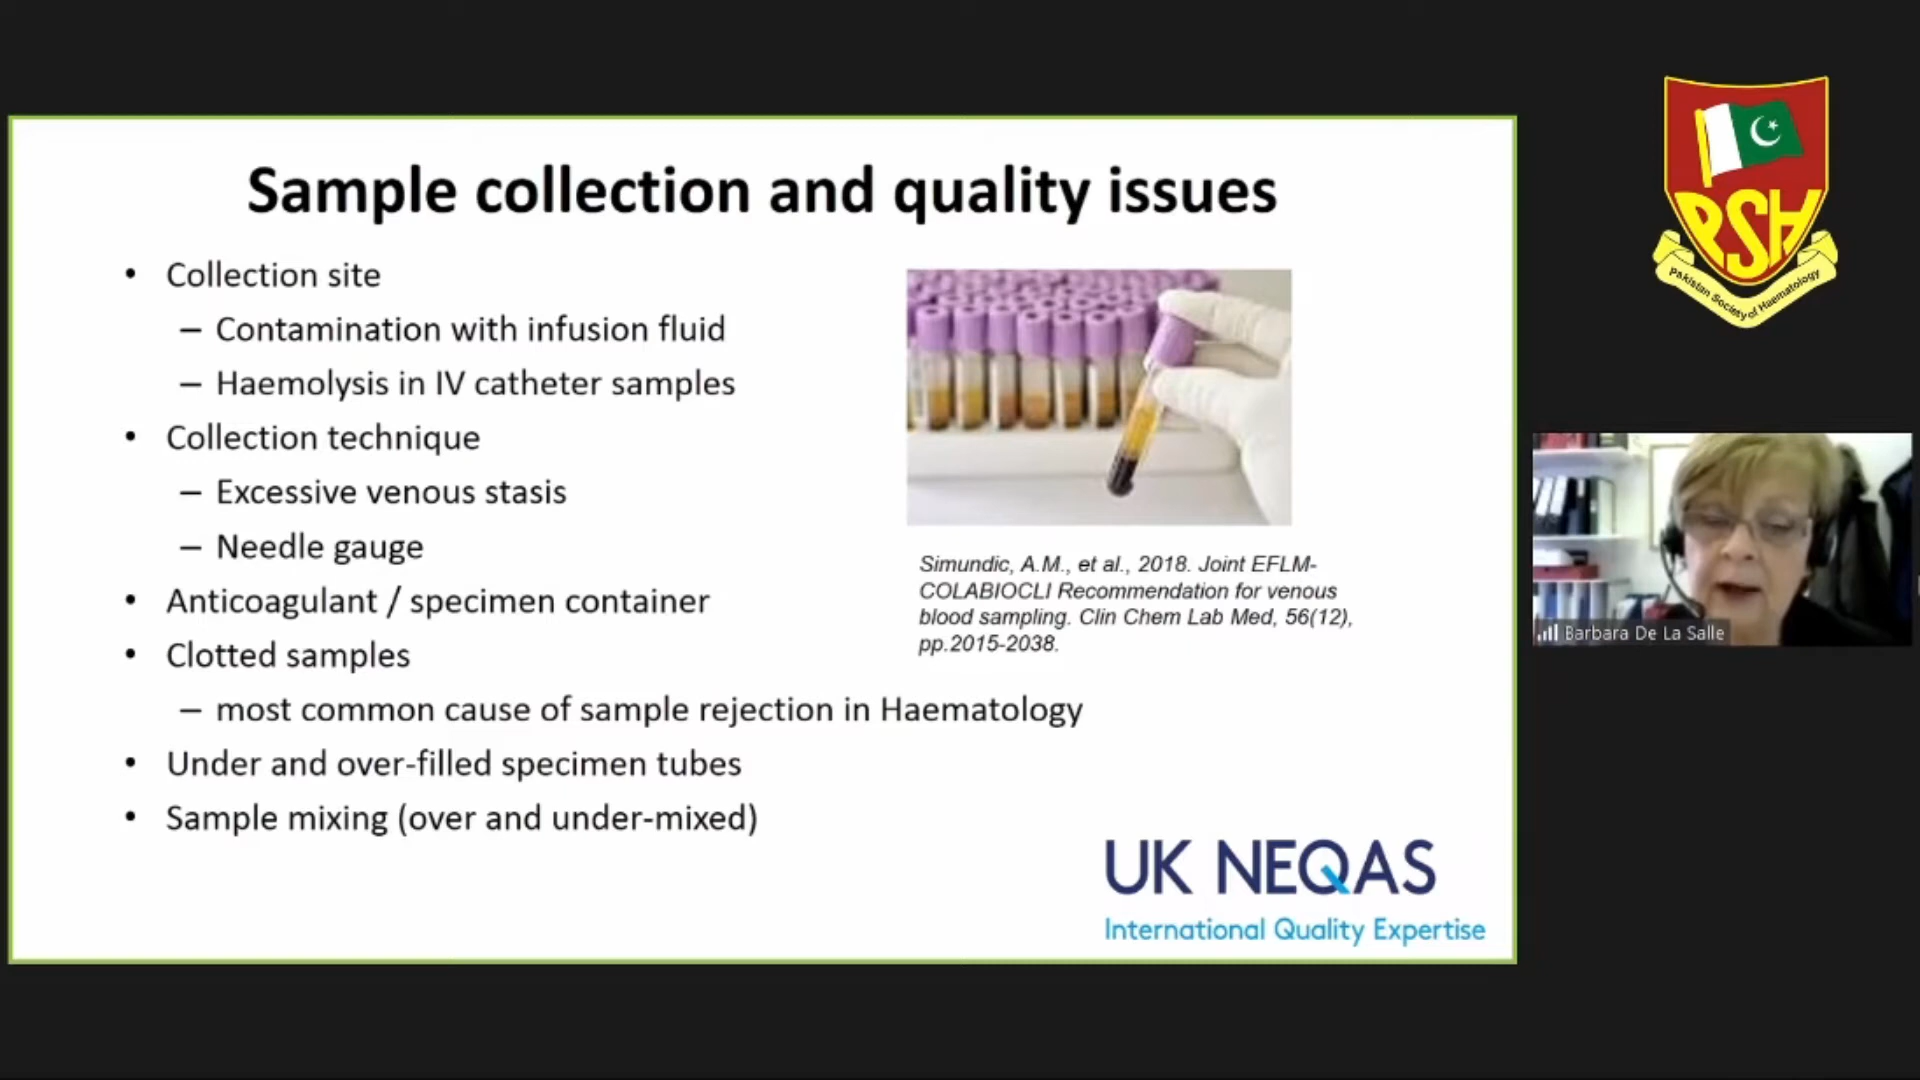 Sample collection and quality issues
• Collection site
– Contamination with infusion fluid
– Haemolysis in IV catheter samples
• Collection technique
– Excessive venous stasis
– Needle gauge
• Anticoagulant / specimen container
• Clotted samples
– most common cause of sample rejection in Haematology
• Under and over-filled specimen tubes
• Sample mixing (over and under-mixed)
Simundic, A.M., et al., 2018. Joint EFLM-
COLABIOCLI Recommendation for venous
blood sampling. Clin Chem Lab Med, 56(12),
pp.2015-2038.
UK NEQAS
International Quality Expertise
PSH
Pakistan Society of Haematology
Barbara De La Salle